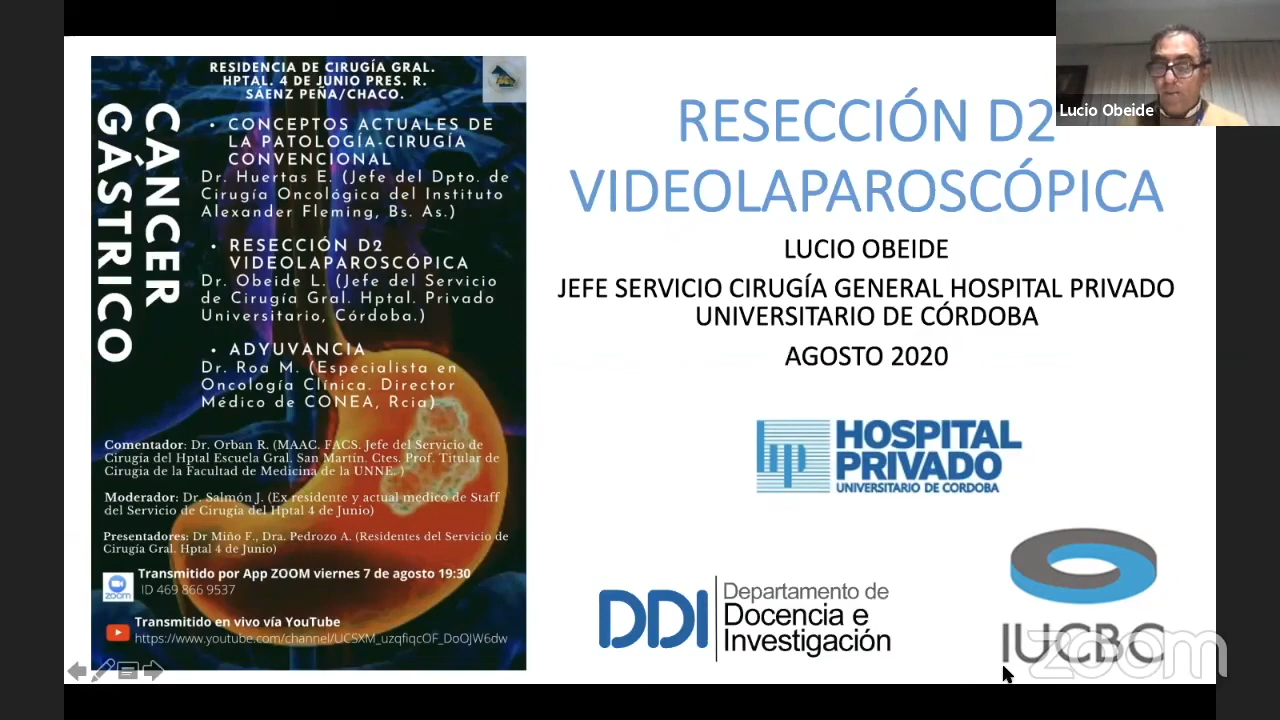 RESIDENCIA DE CIRUGÍA GRAL.
HPTAL. 4 DE JUNIO PRES. R.
SÁENZ PEÑA/CHACO.
CÁNCER
GÁSTRICO
• CONCEPTOS ACTUALES DE
LA PATOLOGÍA-CIRUGÍA
CONVENCIONAL
Dr. Huertas E. (Jefe del Dpto. de
Cirugía Oncológica del Instituto
Alexander Fleming, Bs. As.)
• RESECCIÓN D2
VIDEOLAPAROSCÓPICA
Dr. Obeide L. (Jefe del Servicio
de Cirugía Gral. Hptal. Privado
Universitario, Córdoba.)
• ADYUVANCIA
Dr. Roa M. (Especialista en
Oncología Clínica. Director
Médico de CONEA, Rcia)
Comentador: Dr. Orban R. (MAAC. FACS. Jefe del Servicio de
Cirugía del Hptal Escuela Gral. San Martín. Ctes. Prof. Titular de
Cirugía de la Facultad de Medicina de la UNNE. )
Moderador: Dr. Salmón J. (Ex residente y actual medico de Staff
del Servicio de Cirugía del Hptal 4 de Junio)
Presentadores: Dr Miño F., Dra. Pedrozo A. (Residentes del Servicio de
Cirugía Gral. Hptal 4 de Junio)
Transmitido por App ZOOM viernes 7 de agosto 19:30
ID 469 866 9537
zoom
Transmitido en vivo vía YouTube
https://www.youtube.com/channel/UCSXM_uzqfiqcOF_DoOJW6dw
RESECCIÓN D2
VIDEOLAPAROSCÓPICA
LUCIO OBEIDE
JEFE SERVICIO CIRUGÍA GENERAL HOSPITAL PRIVADO
UNIVERSITARIO DE CÓRDOBA
AGOSTO 2020
hp HOSPITAL
PRIVADO
UNIVERSITARIO DE CÓRDOBA
DDI
Departamento de
Docencia e
Investigación
IUCBC
zoom
Lucio Obeide